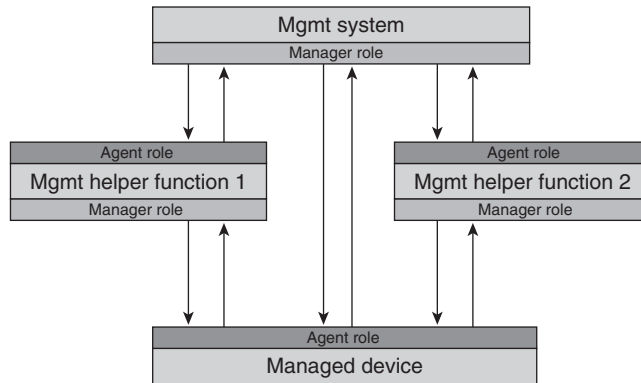 Mgmt system
Manager role
Agent role
Mgmt helper function 1
Manager role
Agent role
Mgmt helper function 2
Manager role
Agent role
Managed device